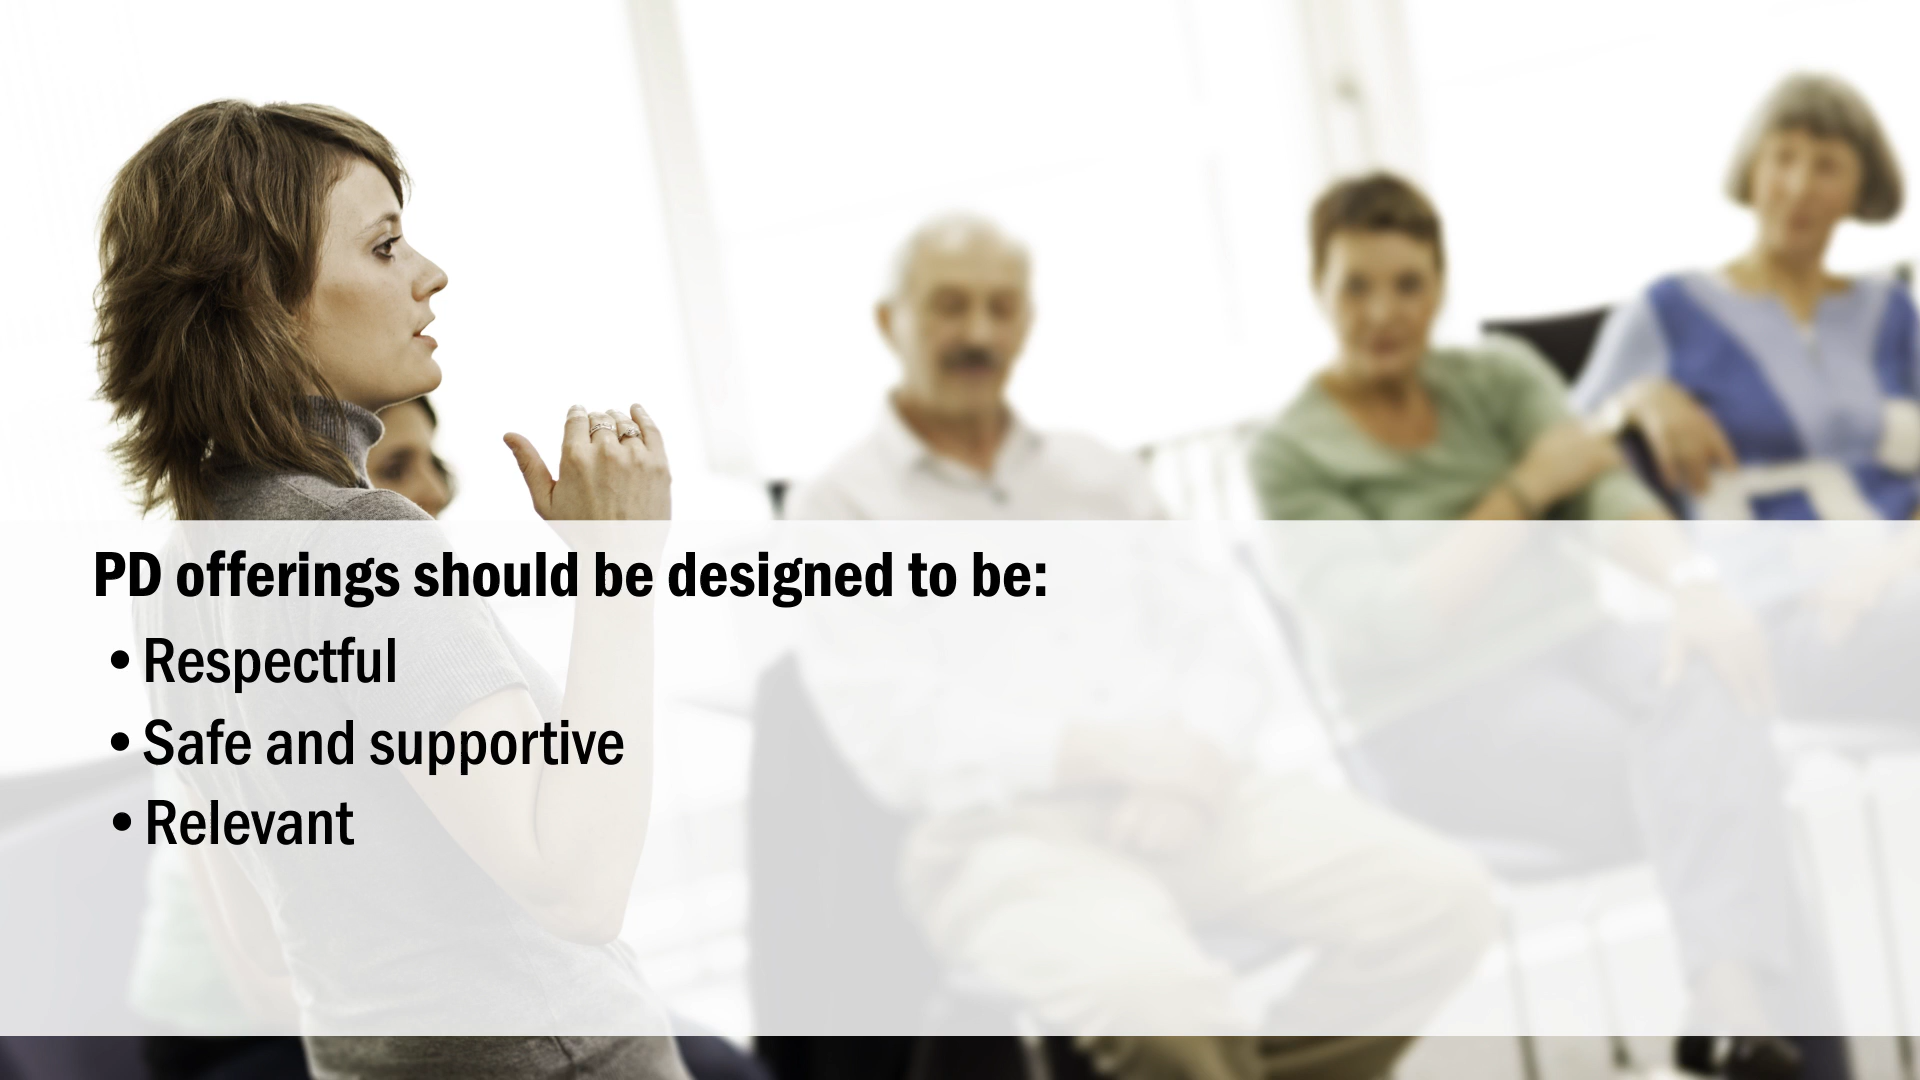 PD offerings should be designed to be:
• Respectful
• Safe and supportive
• Relevant